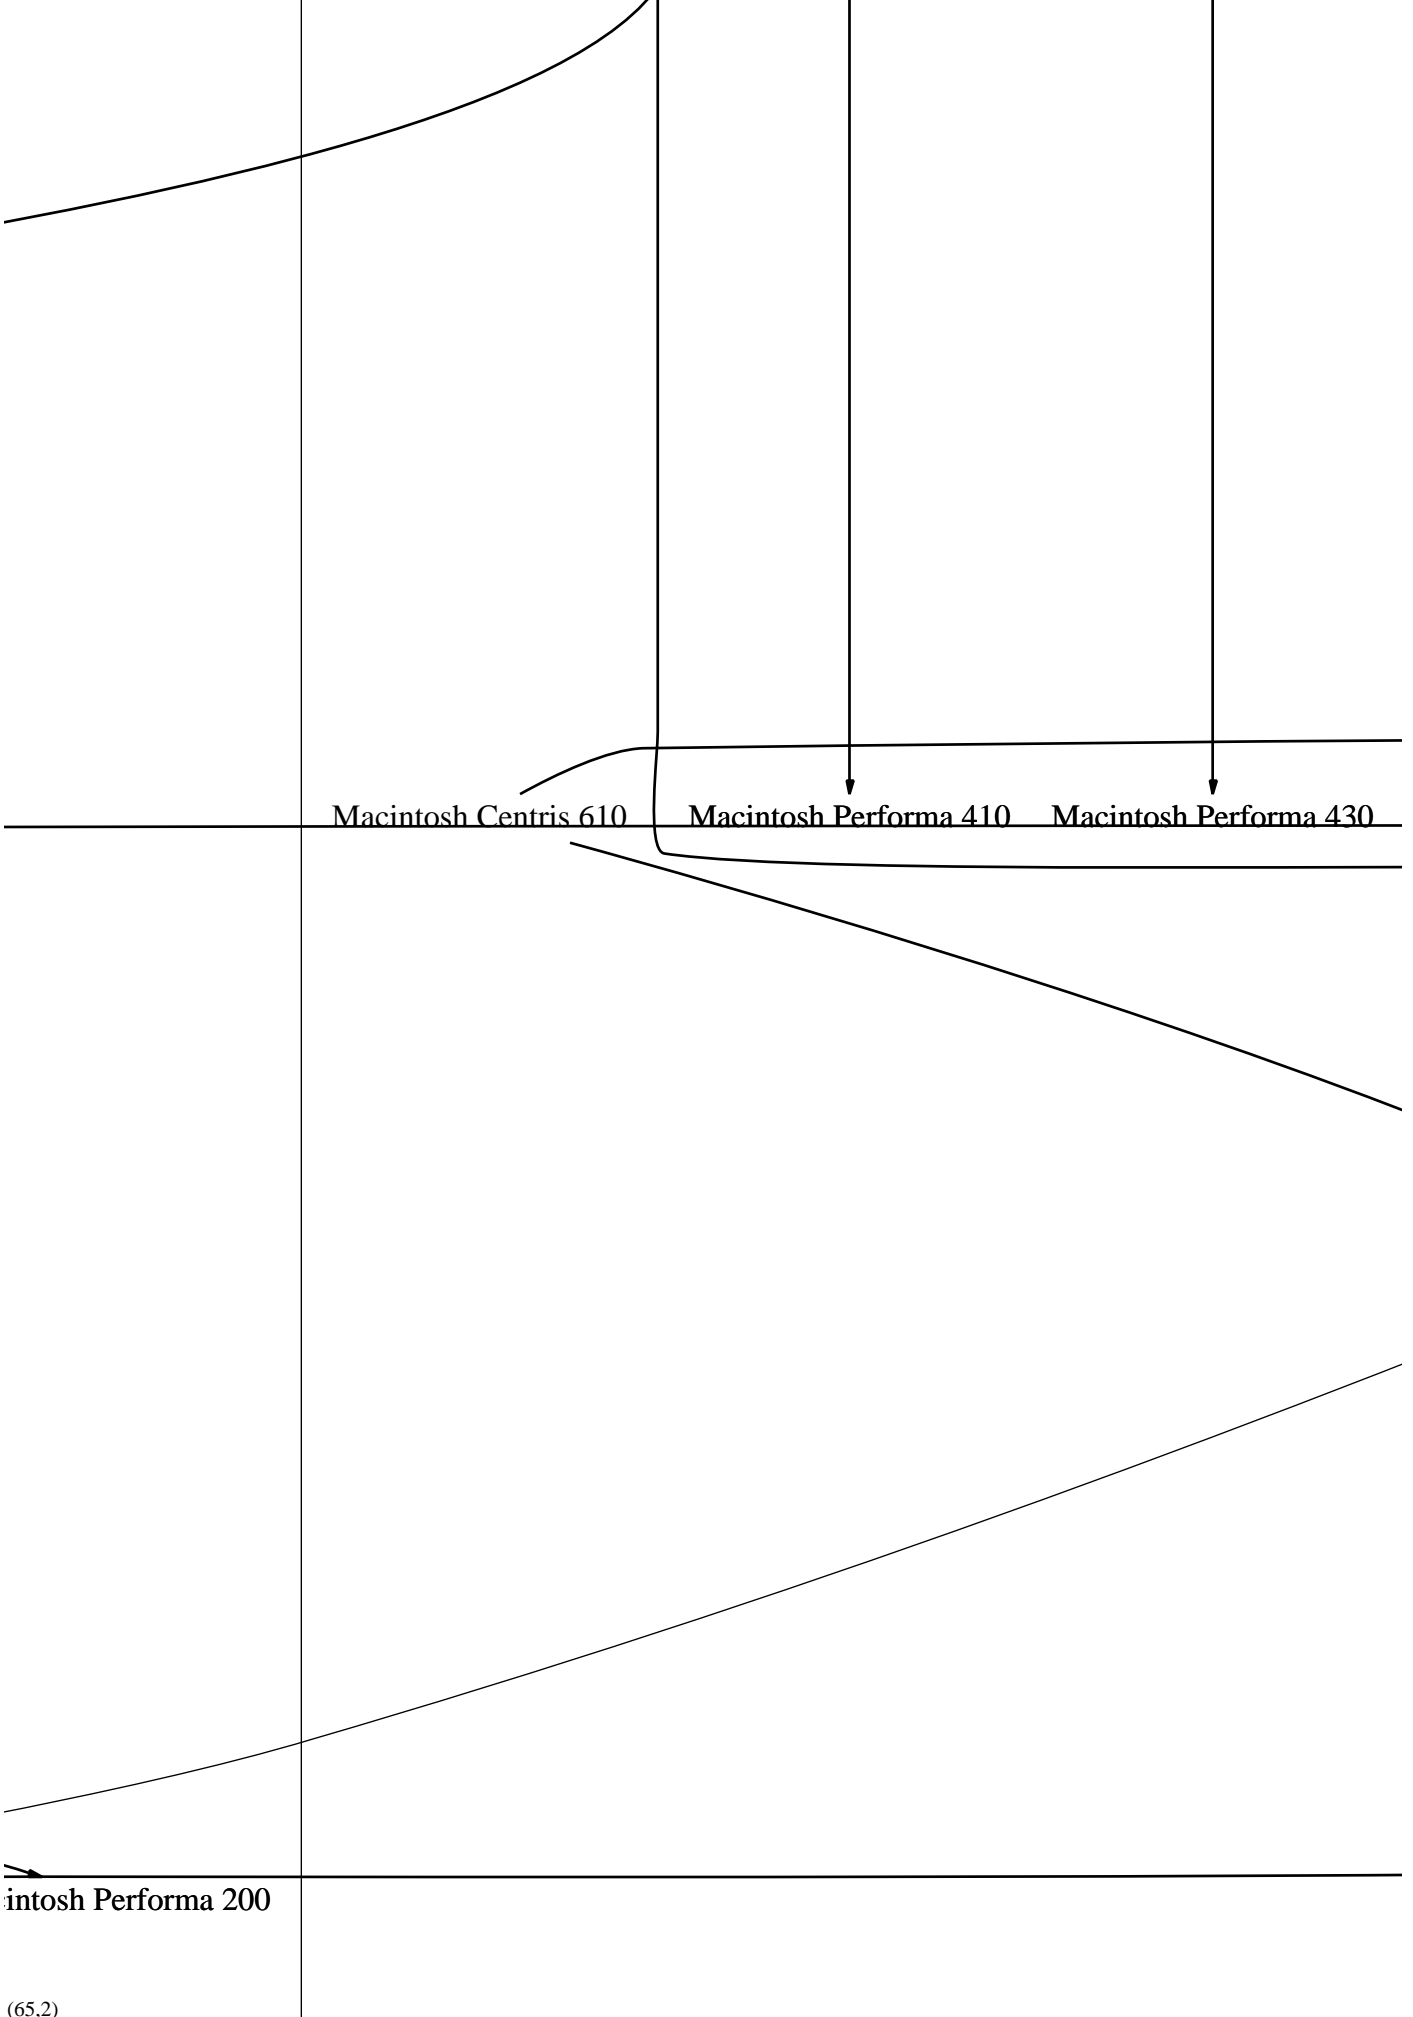 Macintosh Centris 610 Macintosh Performa 410 Macintosh Performa 430
intosh Performa 200
(65,2)